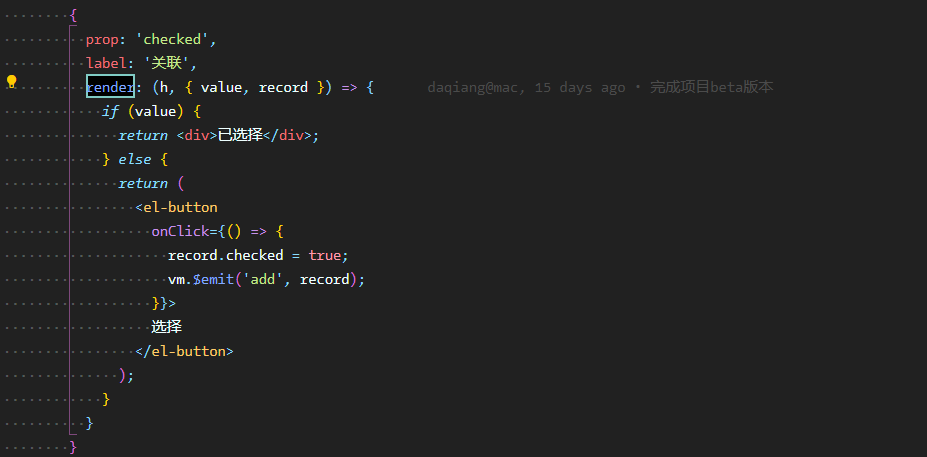 {
prop: 'checked',
label: '关联',
render: (h, { value, record }) => { daqiang@mac, 15 days ago • 完成项目beta版本
if (value) {
return <div>已选择</div>;
} else {
return (
<el-button
onClick={() => {
record.checked = true;
vm.$emit('add', record);
}}>
选择
</el-button>
);
}
}
}